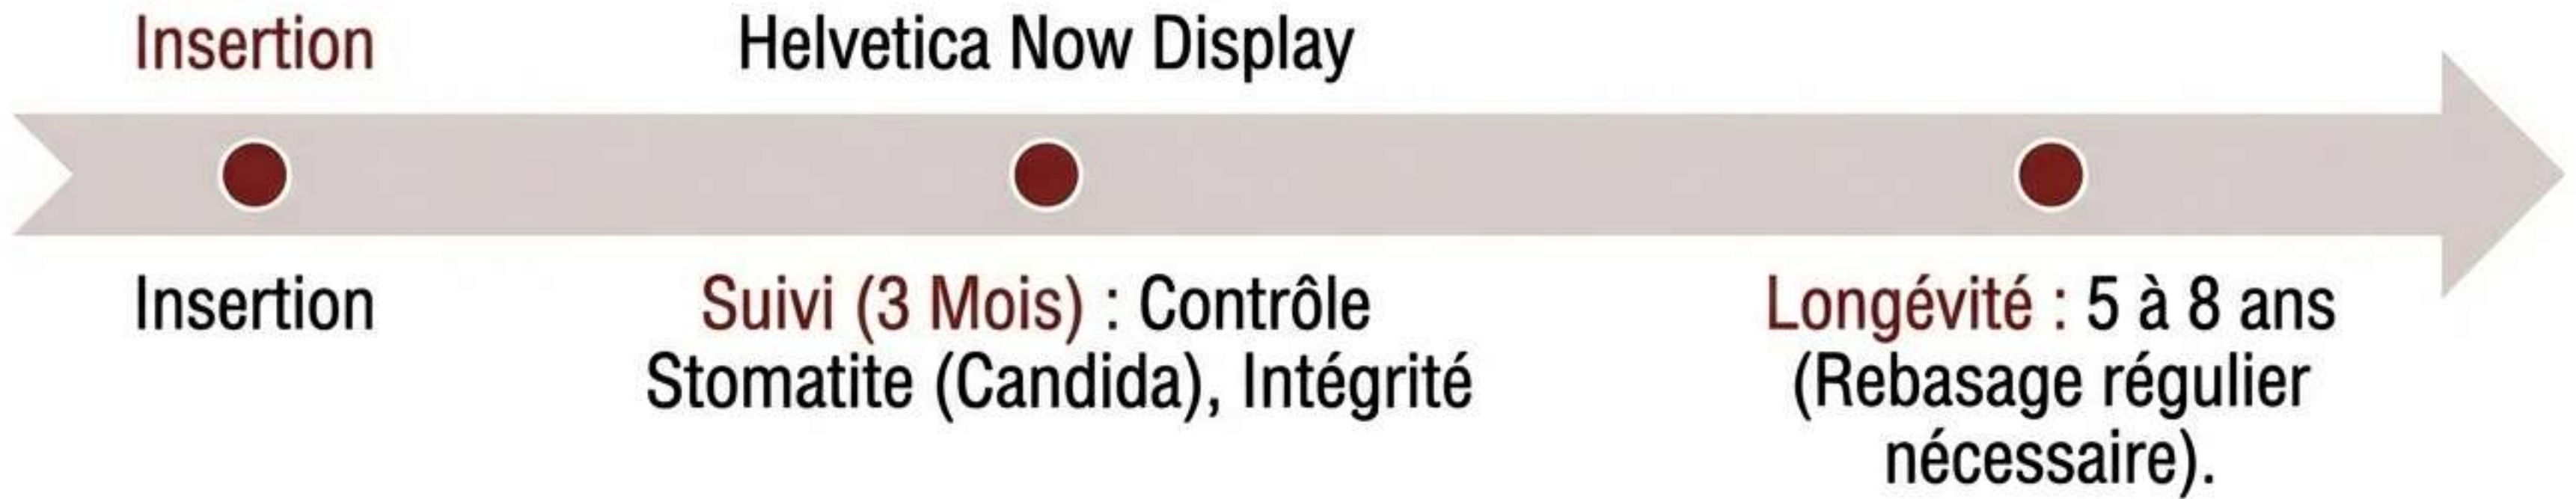 Insertion
Helvetica Now Display
Insertion
Suivi (3 Mois) : Contrôle
Stomatite (Candida), Intégrité
Longévité : 5 à 8 ans
(Rebasage régulier
nécessaire).